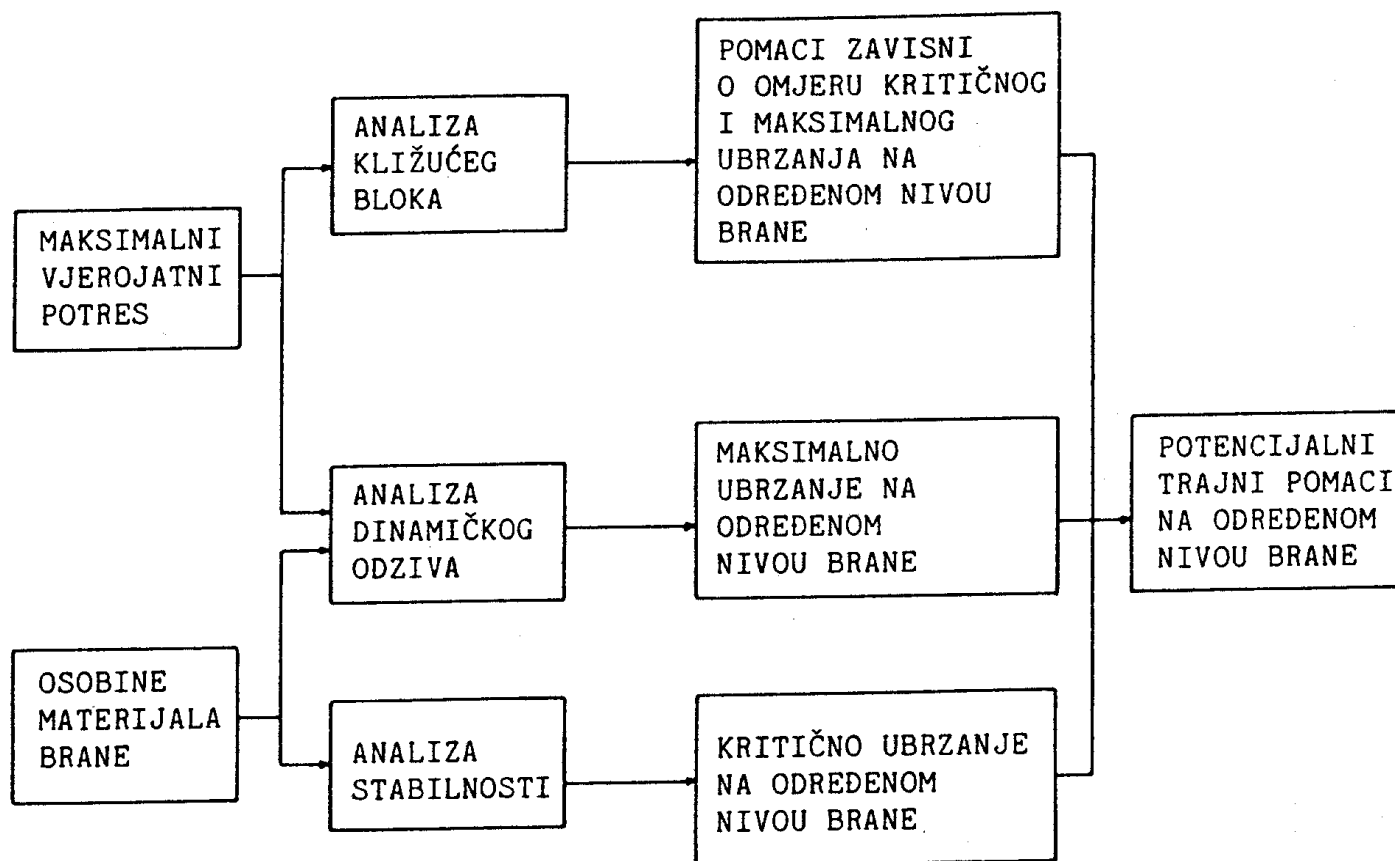 MAKSIMALNI
VJEROJATNI
POTRES
OSOBINE
MATERIJALA
BRANE
ANALIZA
KLIŽUĆEG
BLOKA
ANALIZA
DINAMIČKOG
ODZIVA
ANALIZA
STABILNOSTI
POMACI ZAVISNI
O OMJERU KRITIČNOG
I MAKSIMALNOG
UBRZANJA NA
ODREĐENOM NIVOU
BRANE
MAKSIMALNO
UBRZANJE NA
ODREĐENOM
NIVOU BRANE
KRITIČNO UBRZANJE
NA ODREĐENOM
NIVOU BRANE
POTENCIJALNI
TRAJNI POMACI
NA ODREĐENOM
NIVOU BRANE